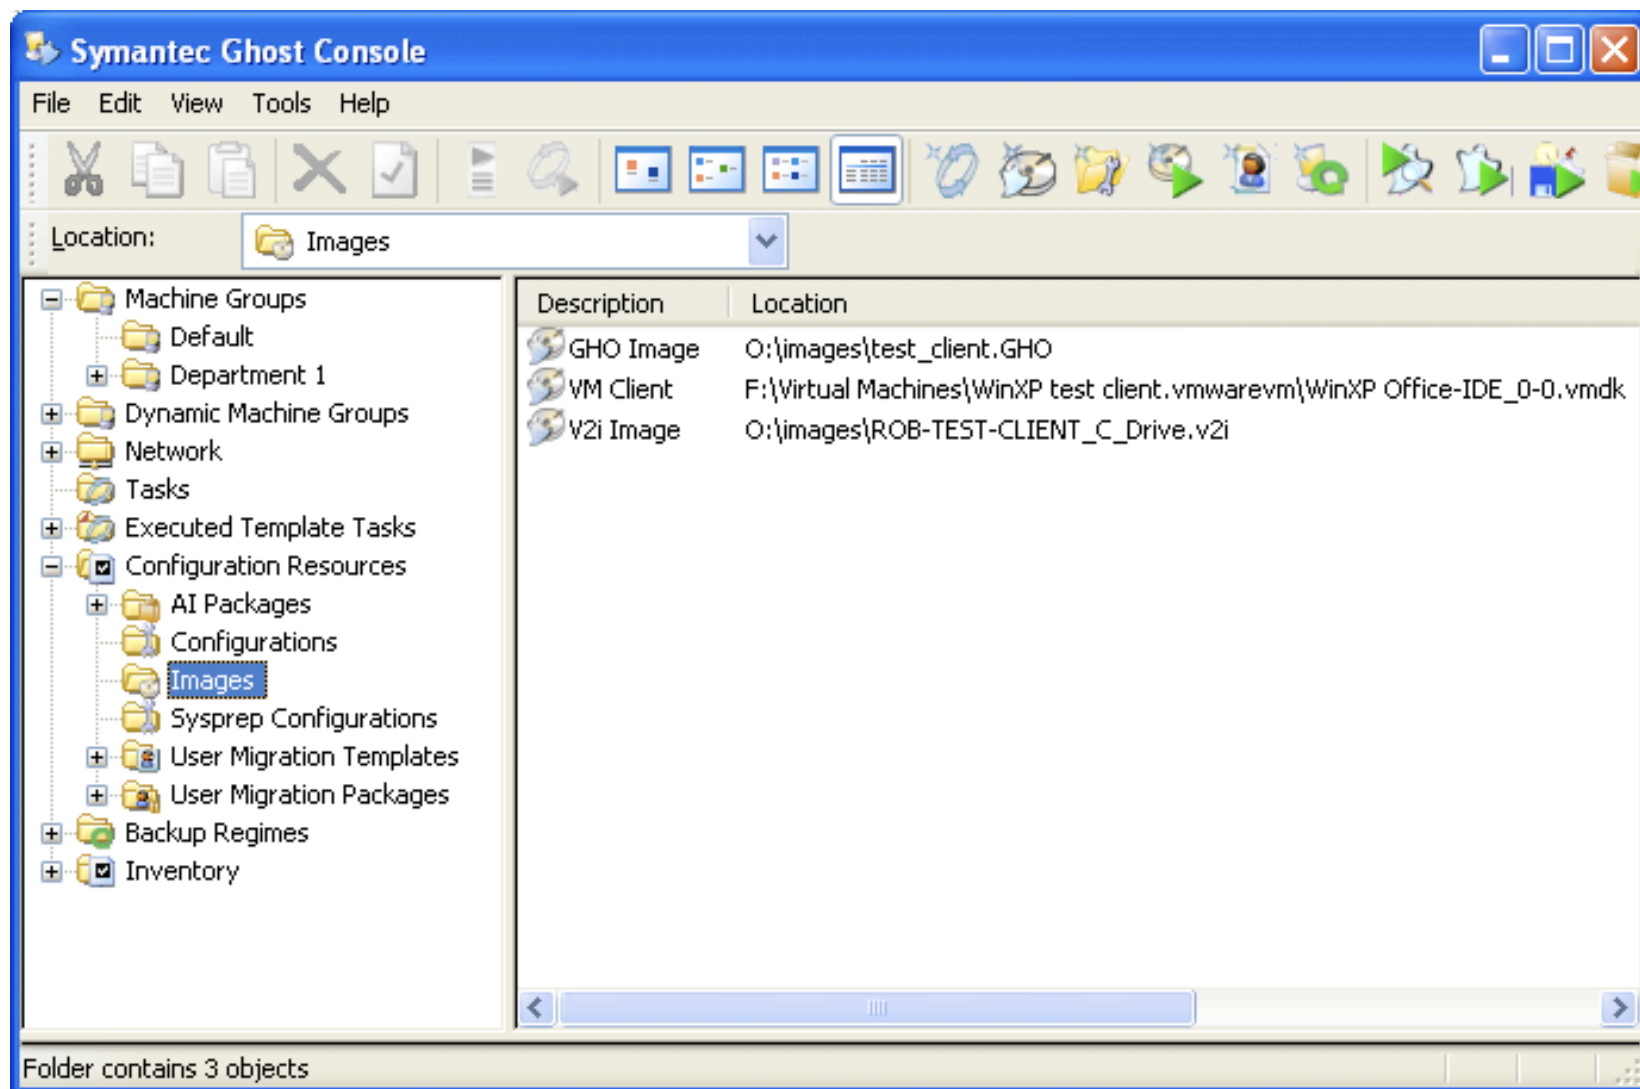 Symantec Ghost Console
File Edit View Tools Help
Location: Images
Machine Groups
Default
Department 1
Dynamic Machine Groups
Network
Tasks
Executed Template Tasks
Configuration Resources
AI Packages
Configurations
Images
Sysprep Configurations
User Migration Templates
User Migration Packages
Backup Regimes
Inventory
Description Location
GHO Image O:\images\test_client.GHO
VM Client F:\Virtual Machines\WinXP test client.vmwarevm\WinXP Office-IDE_0-0.vmdk
V2i Image O:\images\ROB-TEST-CLIENT_C_Drive.v2i
Folder contains 3 objects